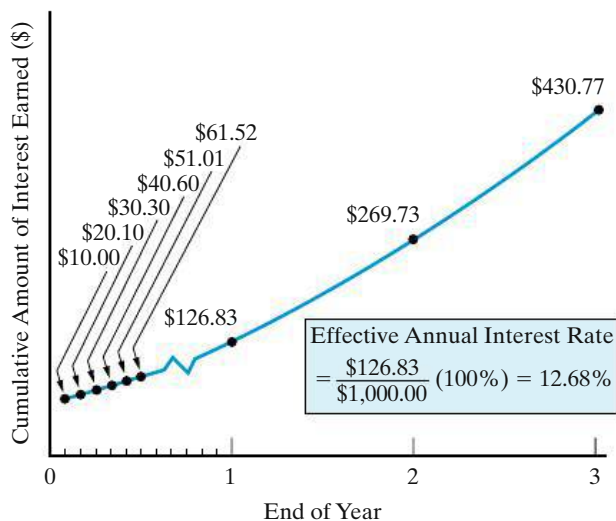 Cumulative Amount of Interest Earned ($)
$430.77
$61.52
$51.01
$40.60
$30.30
$20.10
$10.00
$269.73
$126.83
Effective Annual Interest Rate
= $126.83 / $1,000.00 (100%) = 12.68%
0 1 2 3
End of Year